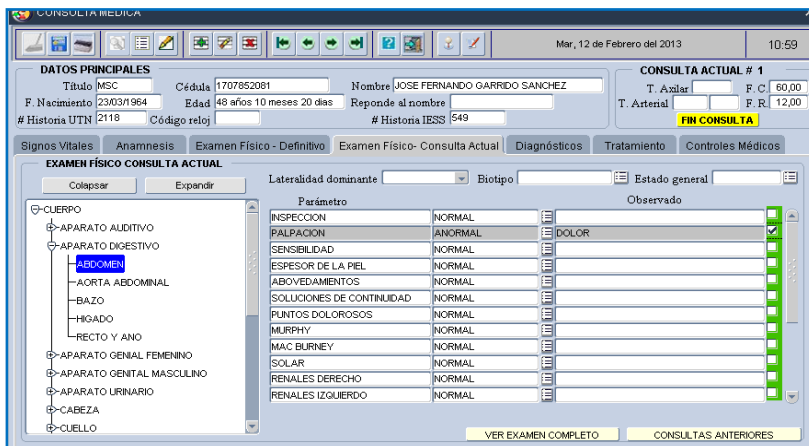 CONSULTA MEDICA
Mar, 12 de Febrero del 2013 10:59
DATOS PRINCIPALES
Título MSC Cédula 1707852081 Nombre JOSE FERNANDO GARRIDO SANCHEZ
F. Nacimiento 23/03/1964 Edad 48 años 10 meses 20 dias Reponde al nombre
# Historia UTN 2118 Código reloj # Historia IESS 549
CONSULTA ACTUAL # 1
T. Axilar F. C. 60,00
T. Arterial F. R. 12,00
FIN CONSULTA
Signos Vitales Anamnesis Examen Físico - Definitivo Examen Físico- Consulta Actual Diagnósticos Tratamiento Controles Médicos
EXAMEN FÍSICO CONSULTA ACTUAL
Colapsar Expandir
Lateralidad dominante Biotipo Estado general
CUERPO
APARATO AUDITIVO
APARATO DIGESTIVO
ABDOMEN
AORTA ABDOMINAL
BAZO
HIGADO
RECTO Y ANO
APARATO GENIAL FEMENINO
APARATO GENITAL MASCULINO
APARATO URINARIO
CABEZA
CUELLO
Parámetro Observado
INSPECCION NORMAL
PALPACION ANORMAL DOLOR
SENSIBILIDAD NORMAL
ESPESOR DE LA PIEL NORMAL
ABOVEDAMIENTOS NORMAL
SOLUCIONES DE CONTINUIDAD NORMAL
PUNTOS DOLOROSOS NORMAL
MURPHY NORMAL
MAC BURNEY NORMAL
SOLAR NORMAL
RENALES DERECHO NORMAL
RENALES IZQUIERDO NORMAL
VER EXAMEN COMPLETO CONSULTAS ANTERIORES